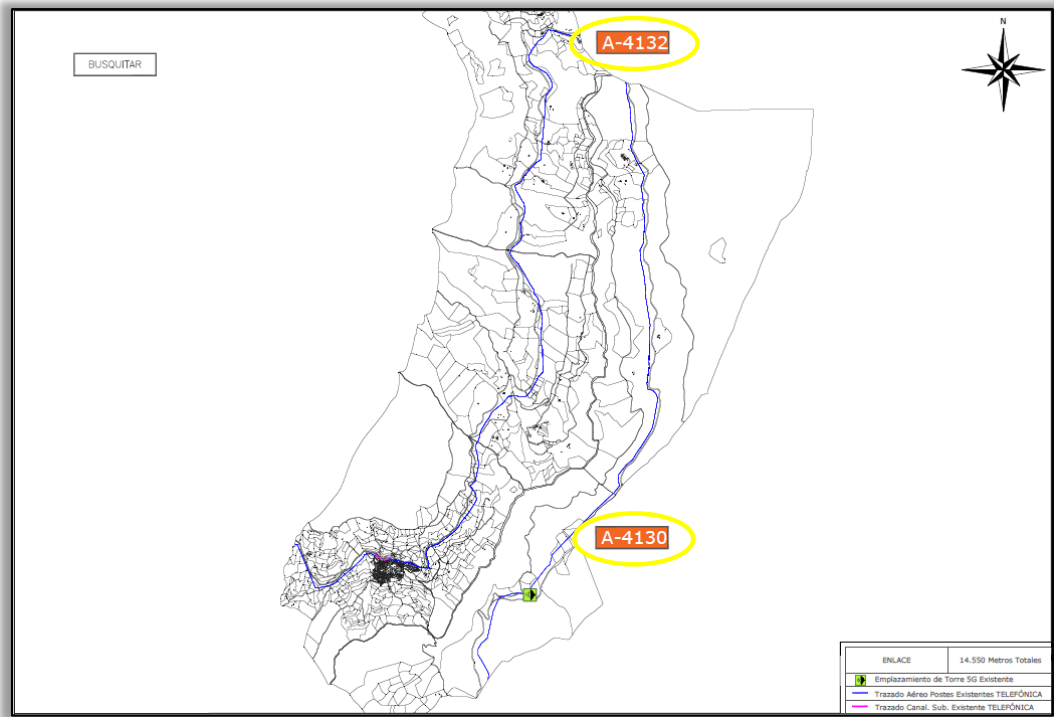 A-4132
N
BUSQUITAR
A-4130
ENLACE
14.550 Metros Totales
Emplazamiento de Torre 5G Existente
Trazado Aéreo Postes Existentes TELEFÓNICA
Trazado Canal. Sub. Existente TELEFÓNICA